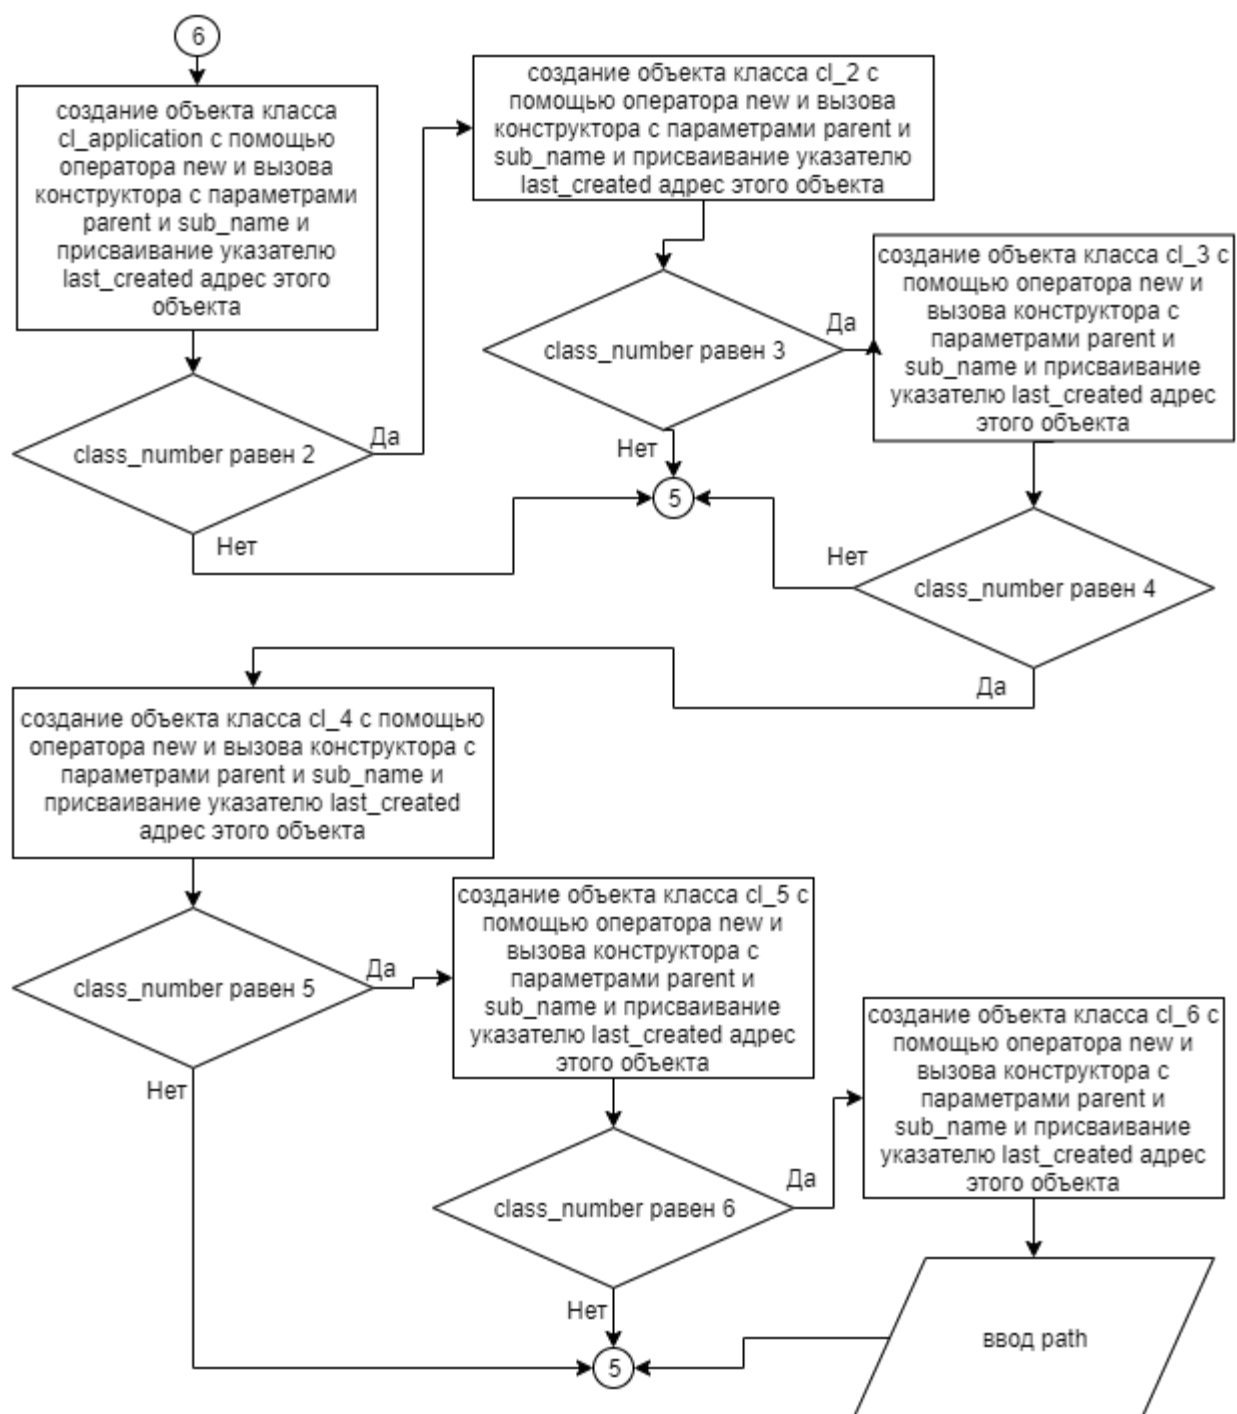 6
создание объекта класса
cl_application с помощью
оператора new и вызова
конструктора с параметрами
parent и sub_name и
присваивание указателю
last_created адрес этого
объекта
class_number равен 2
Да
Нет
создание объекта класса cl_2 с
помощью оператора new и вызова
конструктора с параметрами parent и
sub_name и присваивание указателю
last_created адрес этого объекта
class_number равен 3
Да
Нет
5
создание объекта класса cl_3 с
помощью оператора new и
вызова конструктора с
параметрами parent и
sub_name и присваивание
указателю last_created адрес
этого объекта
class_number равен 4
Нет
Да
создание объекта класса cl_4 с помощью
оператора new и вызова конструктора с
параметрами parent и sub_name и
присваивание указателю last_created
адрес этого объекта
class_number равен 5
Да
Нет
создание объекта класса cl_5 с
помощью оператора new и
вызова конструктора с
параметрами parent и
sub_name и присваивание
указателю last_created адрес
этого объекта
class_number равен 6
Да
Нет
5
создание объекта класса cl_6 с
помощью оператора new и
вызова конструктора с
параметрами parent и
sub_name и присваивание
указателю last_created адрес
этого объекта
ввод path